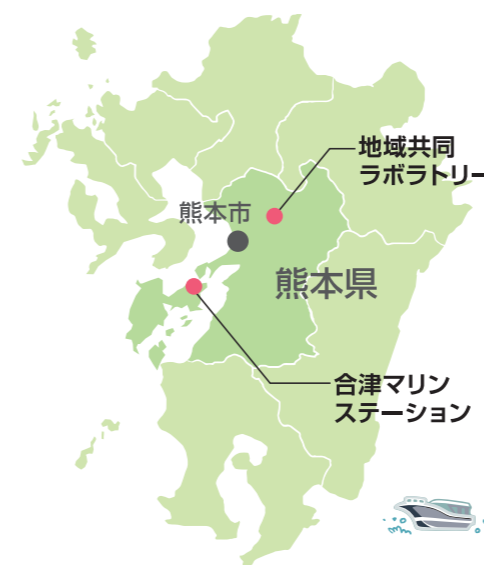 地域共同
ラボラトリー
熊本市
熊本県
合津マリン
ステーション